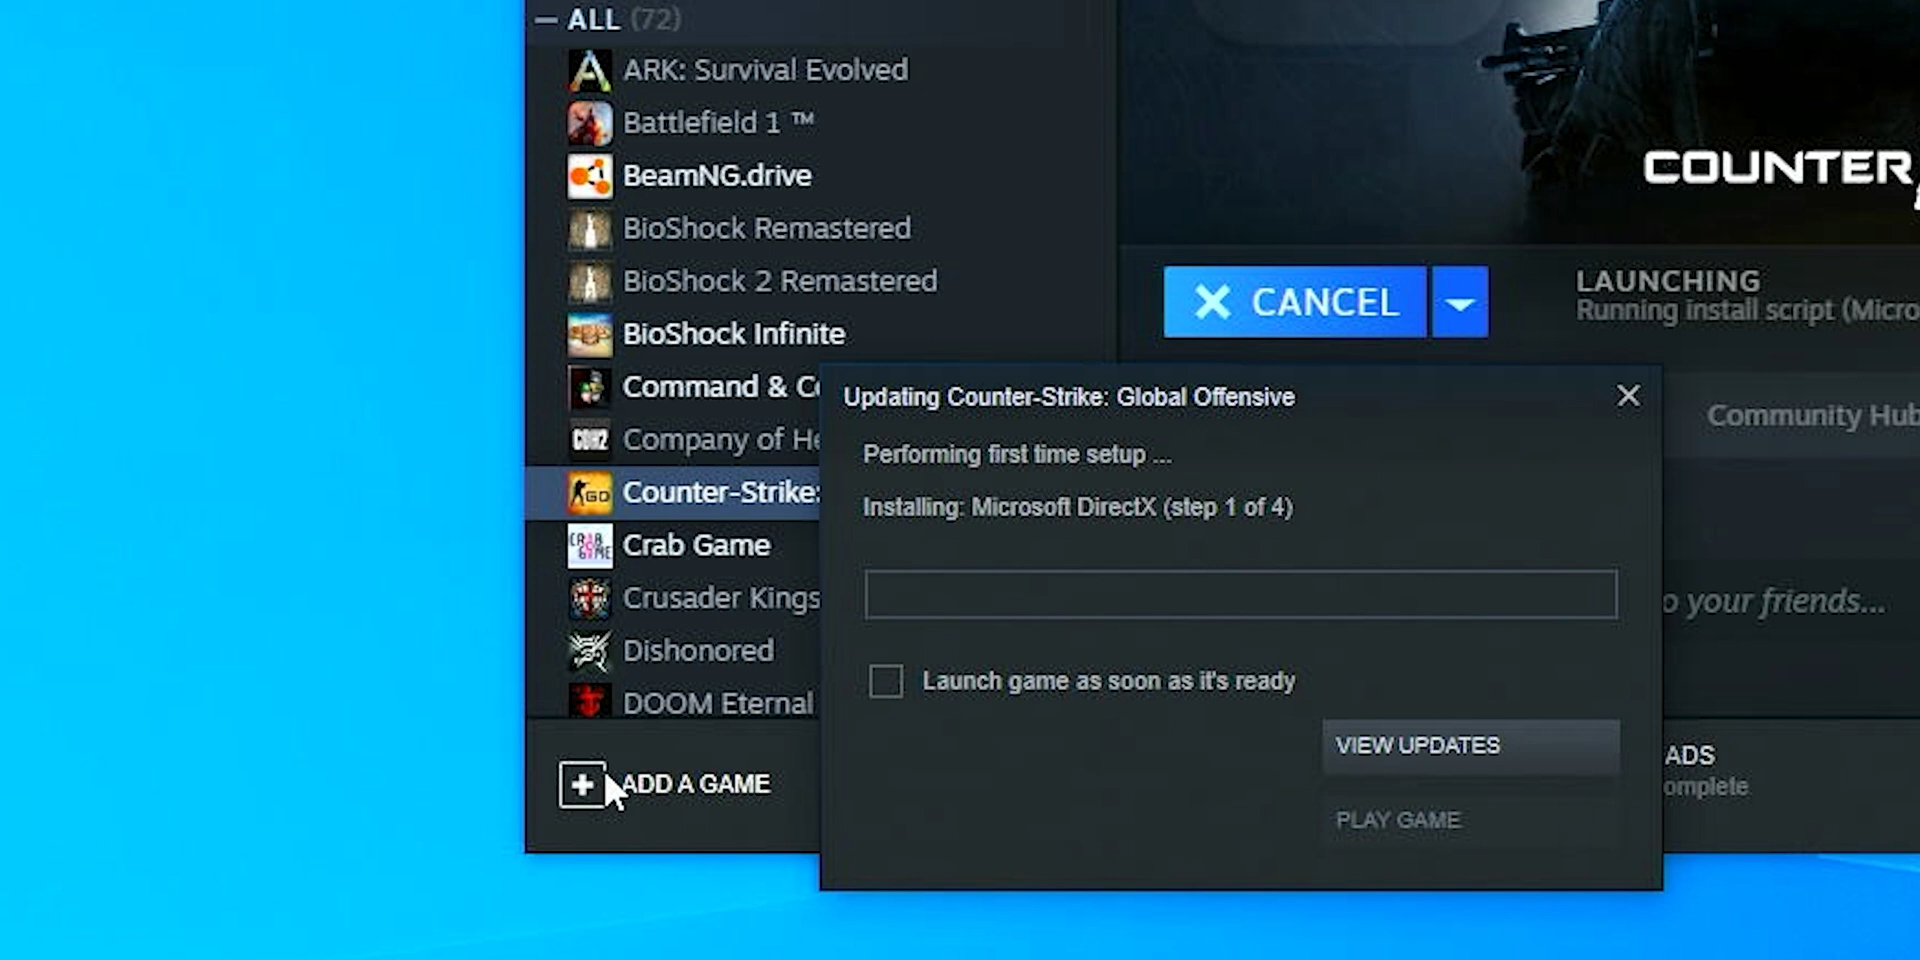 — ALL (72)
ARK: Survival Evolved
Battlefield 1 ™
BeamNG.drive
BioShock Remastered
BioShock 2 Remastered
BioShock Infinite
Command & Co
Company of He
Counter-Strike:
Crab Game
Crusader Kings
Dishonored
DOOM Eternal
+ ADD A GAME
COUNTER
CANCEL
LAUNCHING
Running install script (Micro
Community Hub
o your friends...
ADS
omplete
Updating Counter-Strike: Global Offensive
Performing first time setup ...
Installing: Microsoft DirectX (step 1 of 4)
Launch game as soon as it's ready
VIEW UPDATES
PLAY GAME